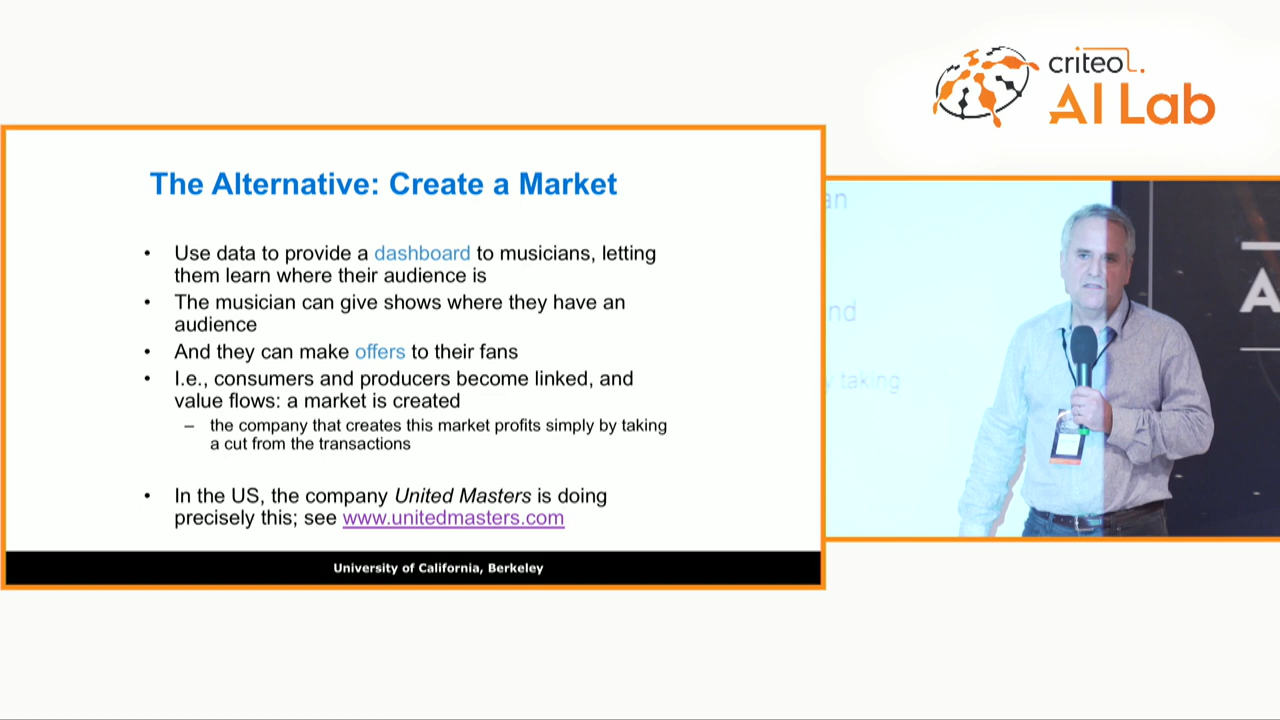 criteo
AI Lab
The Alternative: Create a Market
• Use data to provide a dashboard to musicians, letting
them learn where their audience is
• The musician can give shows where they have an
audience
• And they can make offers to their fans
• I.e., consumers and producers become linked, and
value flows: a market is created
– the company that creates this market profits simply by taking
a cut from the transactions
• In the US, the company United Masters is doing
precisely this; see www.unitedmasters.com
University of California, Berkeley
an
nd
y taking
A